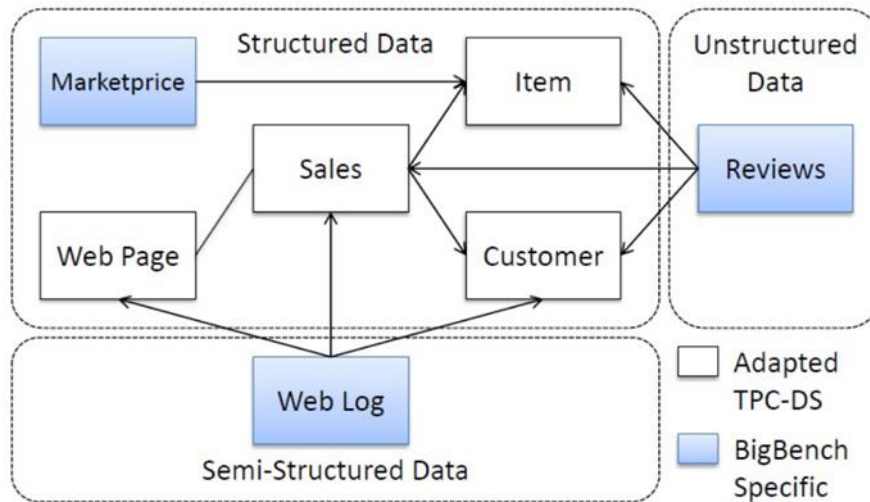 Structured Data
Unstructured
Data
Marketprice
Item
Sales
Reviews
Web Page
Customer
Web Log
Semi-Structured Data
Adapted
TPC-DS
BigBench
Specific